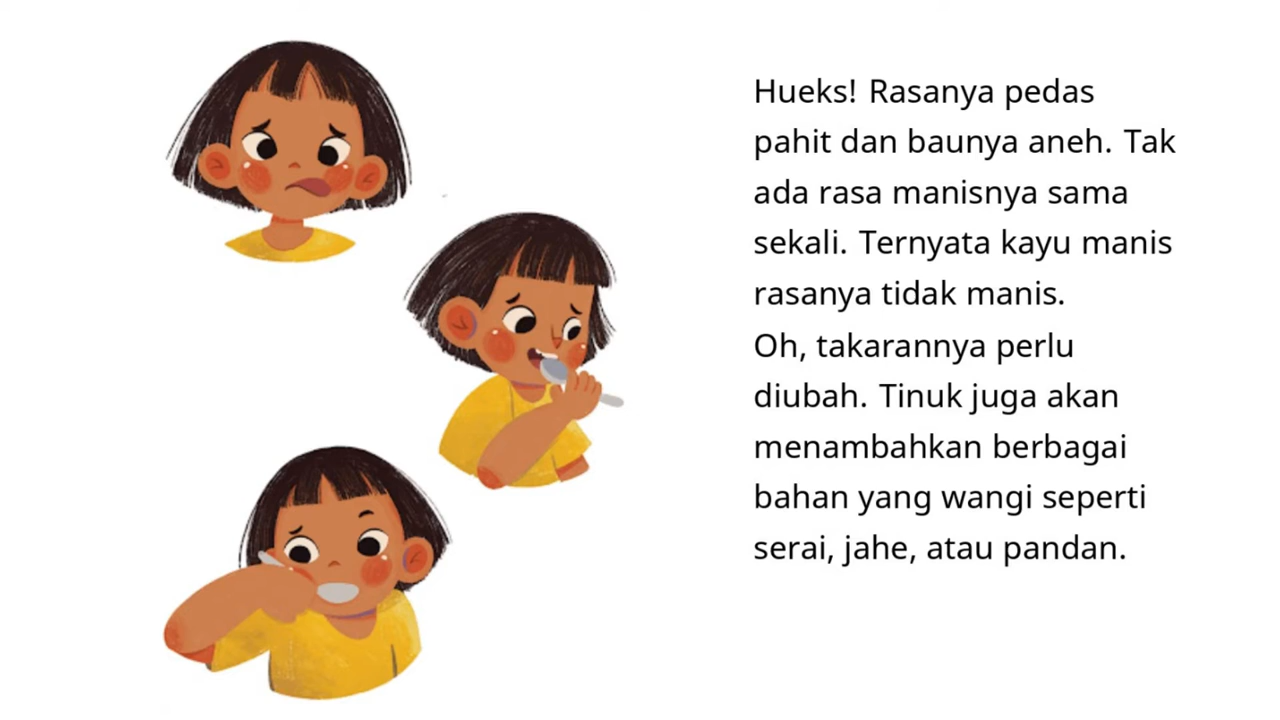 Hueks! Rasanya pedas
pahit dan baunya aneh. Tak
ada rasa manisnya sama
sekali. Ternyata kayu manis
rasanya tidak manis.
Oh, takarannya perlu
diubah. Tinuk juga akan
menambahkan berbagai
bahan yang wangi seperti
serai, jahe, atau pandan.